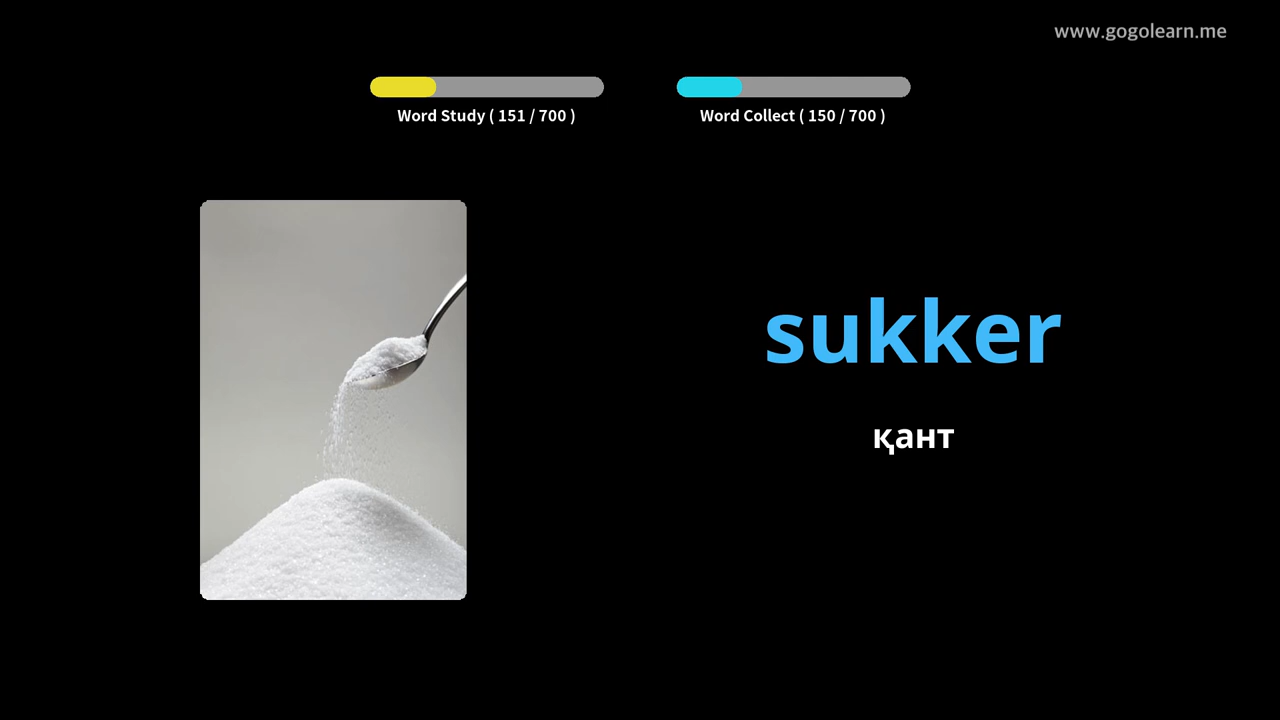 www.gogolearn.me
Word Study ( 151 / 700 )
Word Collect ( 150 / 700 )
sukker
қант